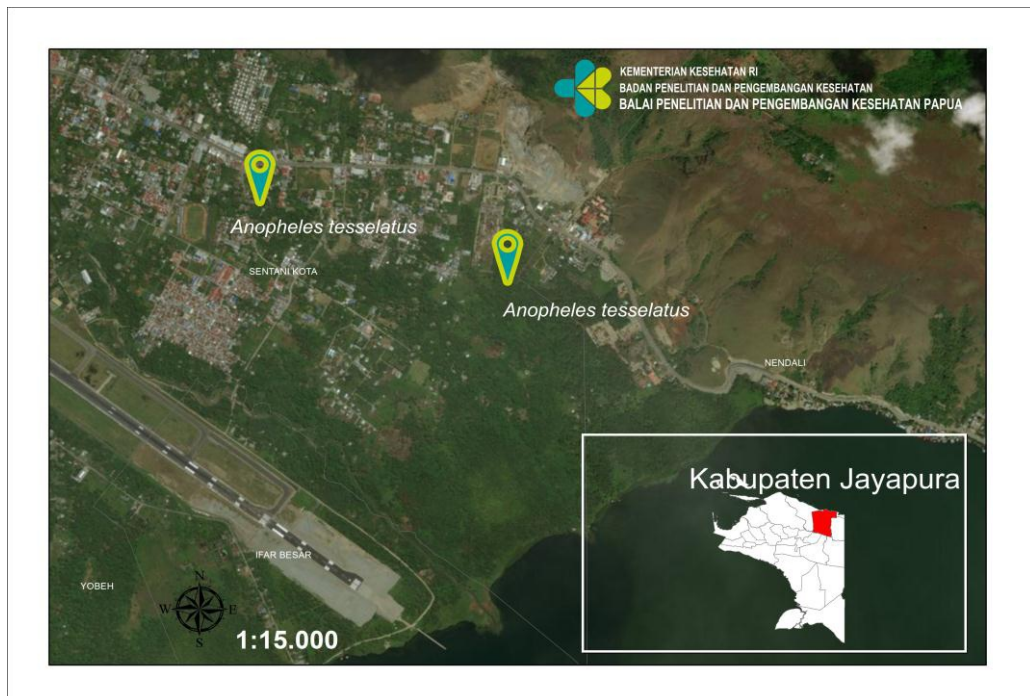 KEMENTERIAN KESEHATAN RI
BADAN PENELITIAN DAN PENGEMBANGAN KESEHATAN
BALAI PENELITIAN DAN PENGEMBANGAN KESEHATAN PAPUA
Anopheles tesselatus
SENTANI KOTA
Anopheles tesselatus
NENDALI
Kabupaten Jayapura
IFAR BESAR
YOBEH
N
W
E
S
1:15.000